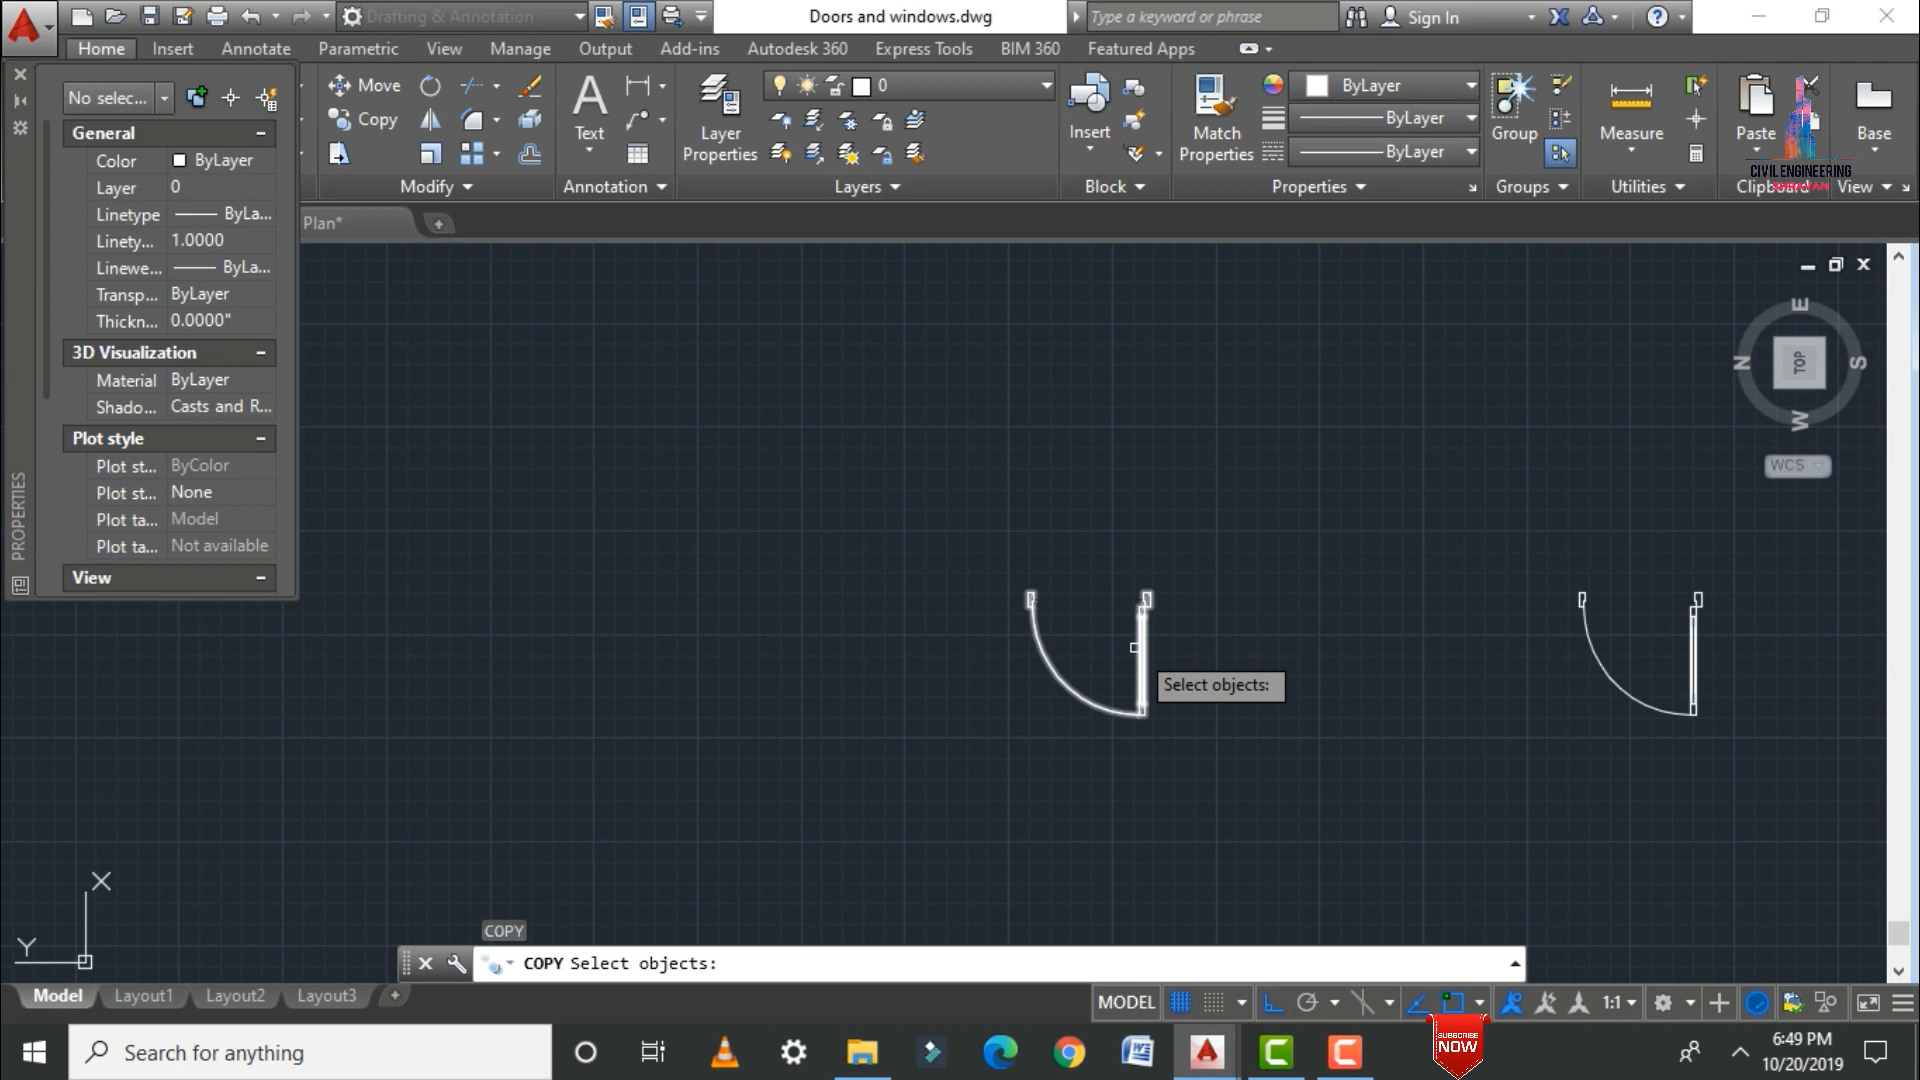 Drafting & Annotation
Doors and windows.dwg
Type a keyword or phrase
Sign In
Home Insert Annotate Parametric View Manage Output Add-ins Autodesk 360 Express Tools BIM 360 Featured Apps
No selec...
Move
Copy
Modify
Text
Annotation
Layer Properties
0
Layers
Insert
Block
Match Properties
ByLayer
ByLayer
ByLayer
Properties
Group
Groups
Measure
Utilities
Paste
Clipboard
Base
View
CIVIL ENGINEERING
SHRAVAN
Plan*
General
Color ByLayer
Layer 0
Linetype ByLa...
Linety... 1.0000
Linewe... ByLa...
Transp... ByLayer
Thickn... 0.0000"
3D Visualization
Material ByLayer
Shado... Casts and R...
Plot style
Plot st... ByColor
Plot st... None
Plot ta... Model
Plot ta... Not available
View
PROPERTIES
E
N TOP S
W
WCS
Select objects:
X
Y
COPY
COPY Select objects:
Model Layout1 Layout2 Layout3
MODEL
1:1
Search for anything
SUBSCRIBE
NOW
6:49 PM
10/20/2019